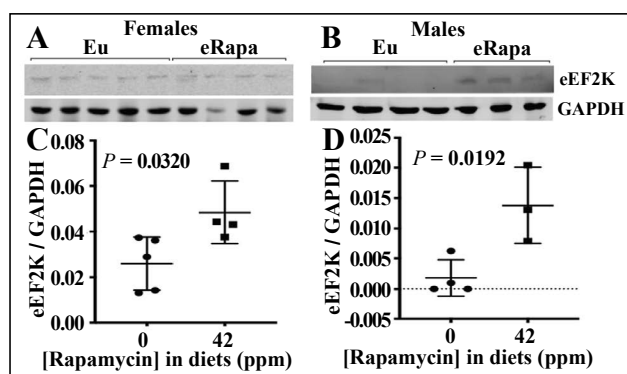 Females
Males
A
Eu
eRapa
B
Eu
eRapa
eEF2K
GAPDH
C
P = 0.0320
eEF2K / GAPDH
0.08
0.06
0.04
0.02
0.00
0
42
[Rapamycin] in diets (ppm)
D
P = 0.0192
eEF2K / GAPDH
0.025
0.020
0.015
0.010
0.005
0.000
-0.005
0
42
[Rapamycin] in diets (ppm)